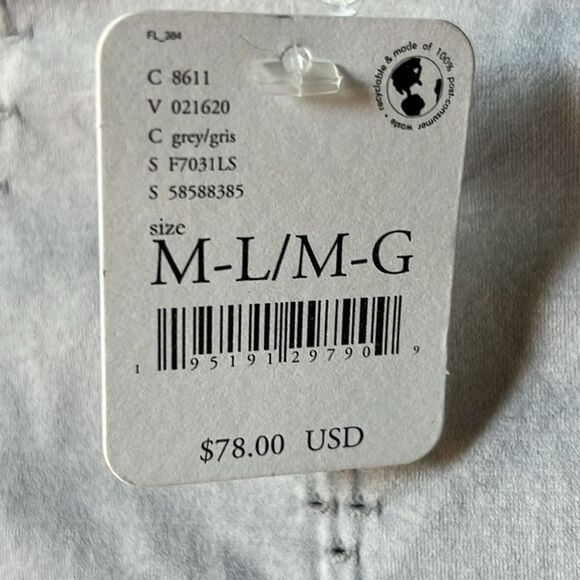 FL_384
recyclable & made of 100% post-consumer waste •
C 8611
V 021620
C grey/gris
S F7031LS
S 58588385
size
M-L/M-G
1 95191 29790 9
$78.00 USD